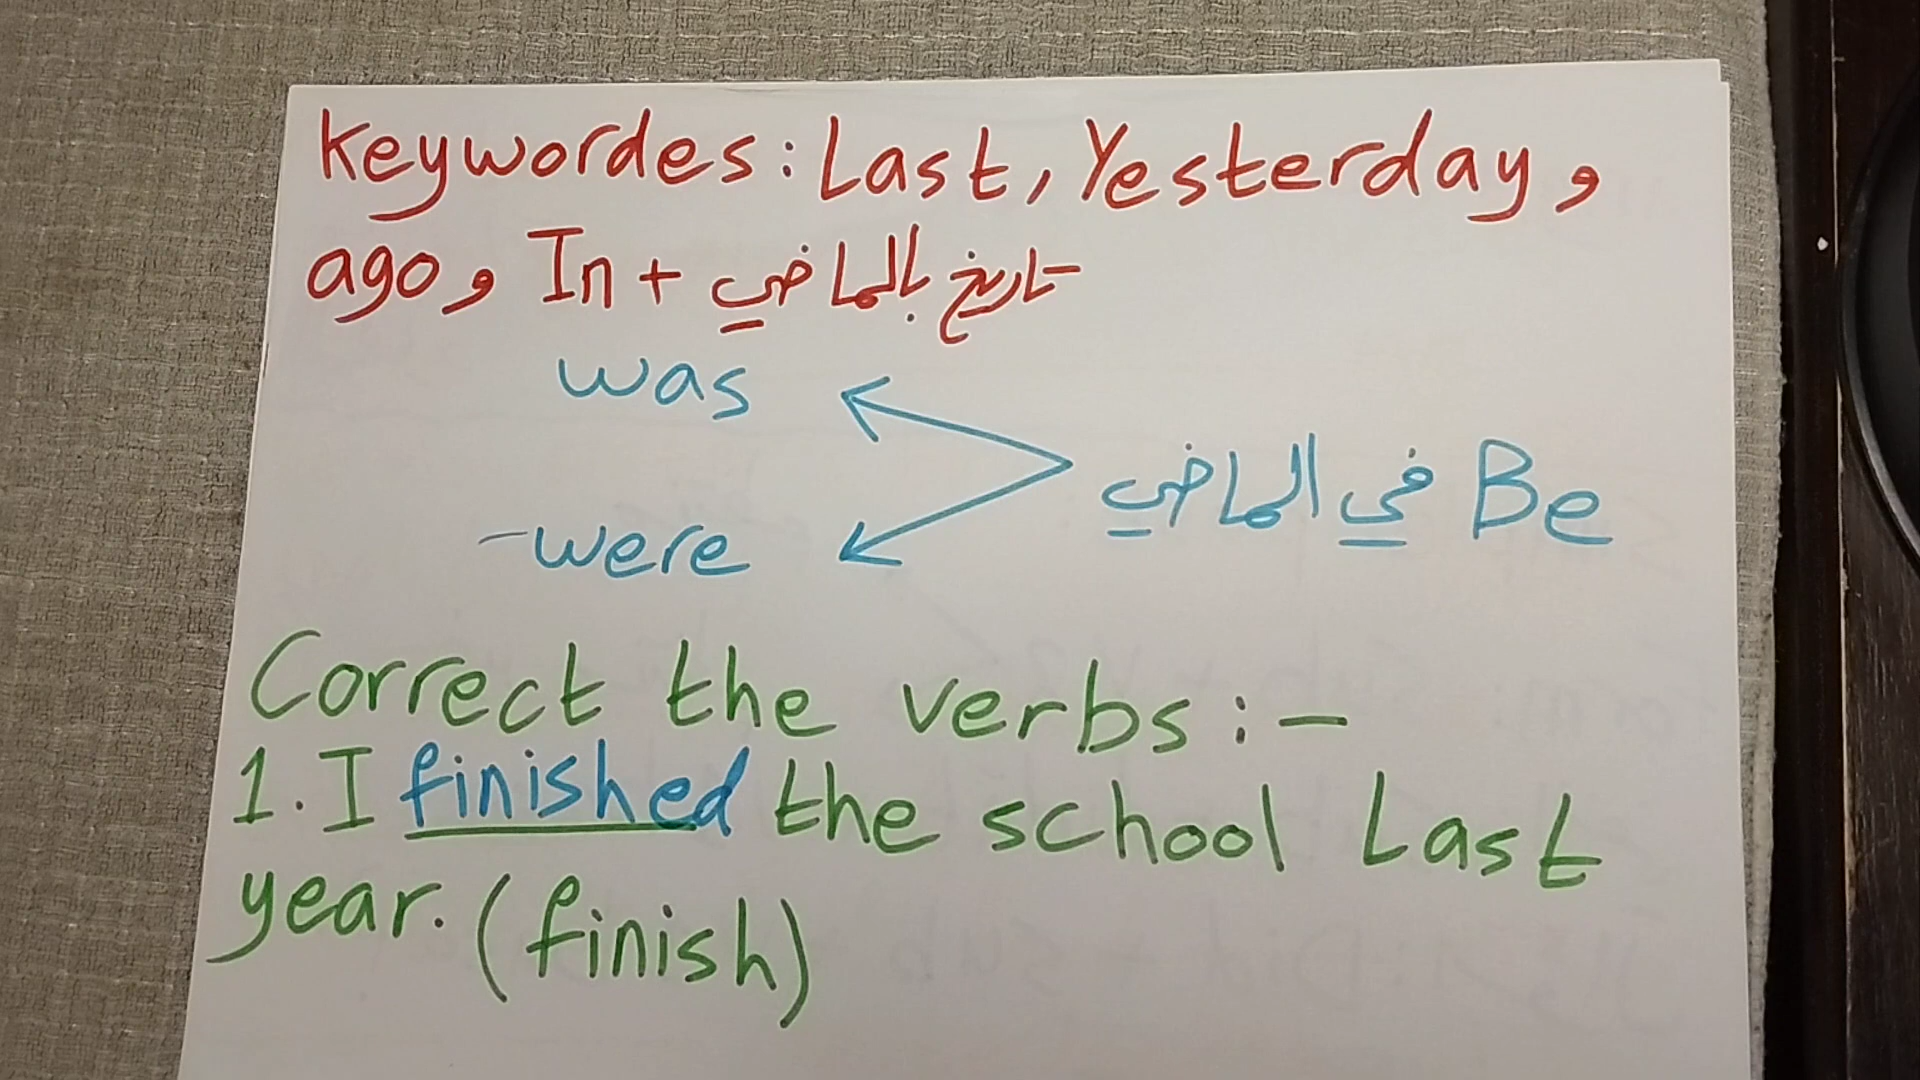 keywordes: Last, Yesterday,
ago, In + تاريخ بالماضي
was
Be في الماضي
-were
Correct the verbs:-
1. I finished the school Last
year. (finish)